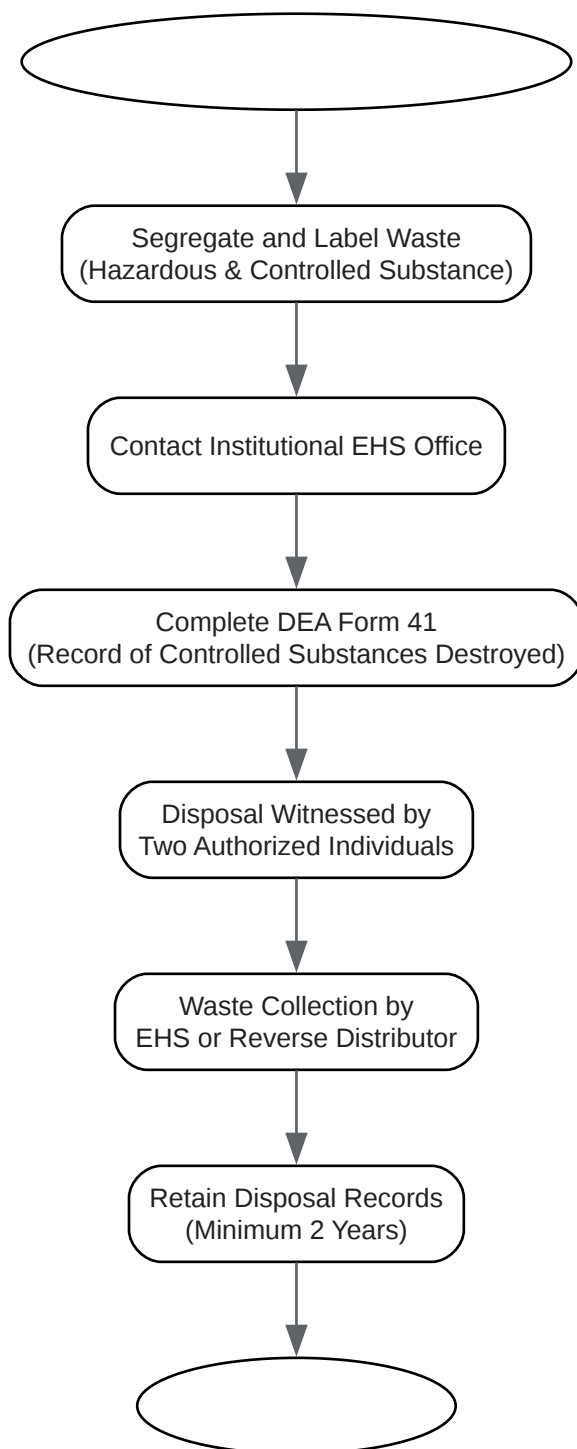 Segregate and Label Waste
(Hazardous & Controlled Substance)
Contact Institutional EHS Office
Complete DEA Form 41
(Record of Controlled Substances Destroyed)
Disposal Witnessed by
Two Authorized Individuals
Waste Collection by
EHS or Reverse Distributor
Retain Disposal Records
(Minimum 2 Years)